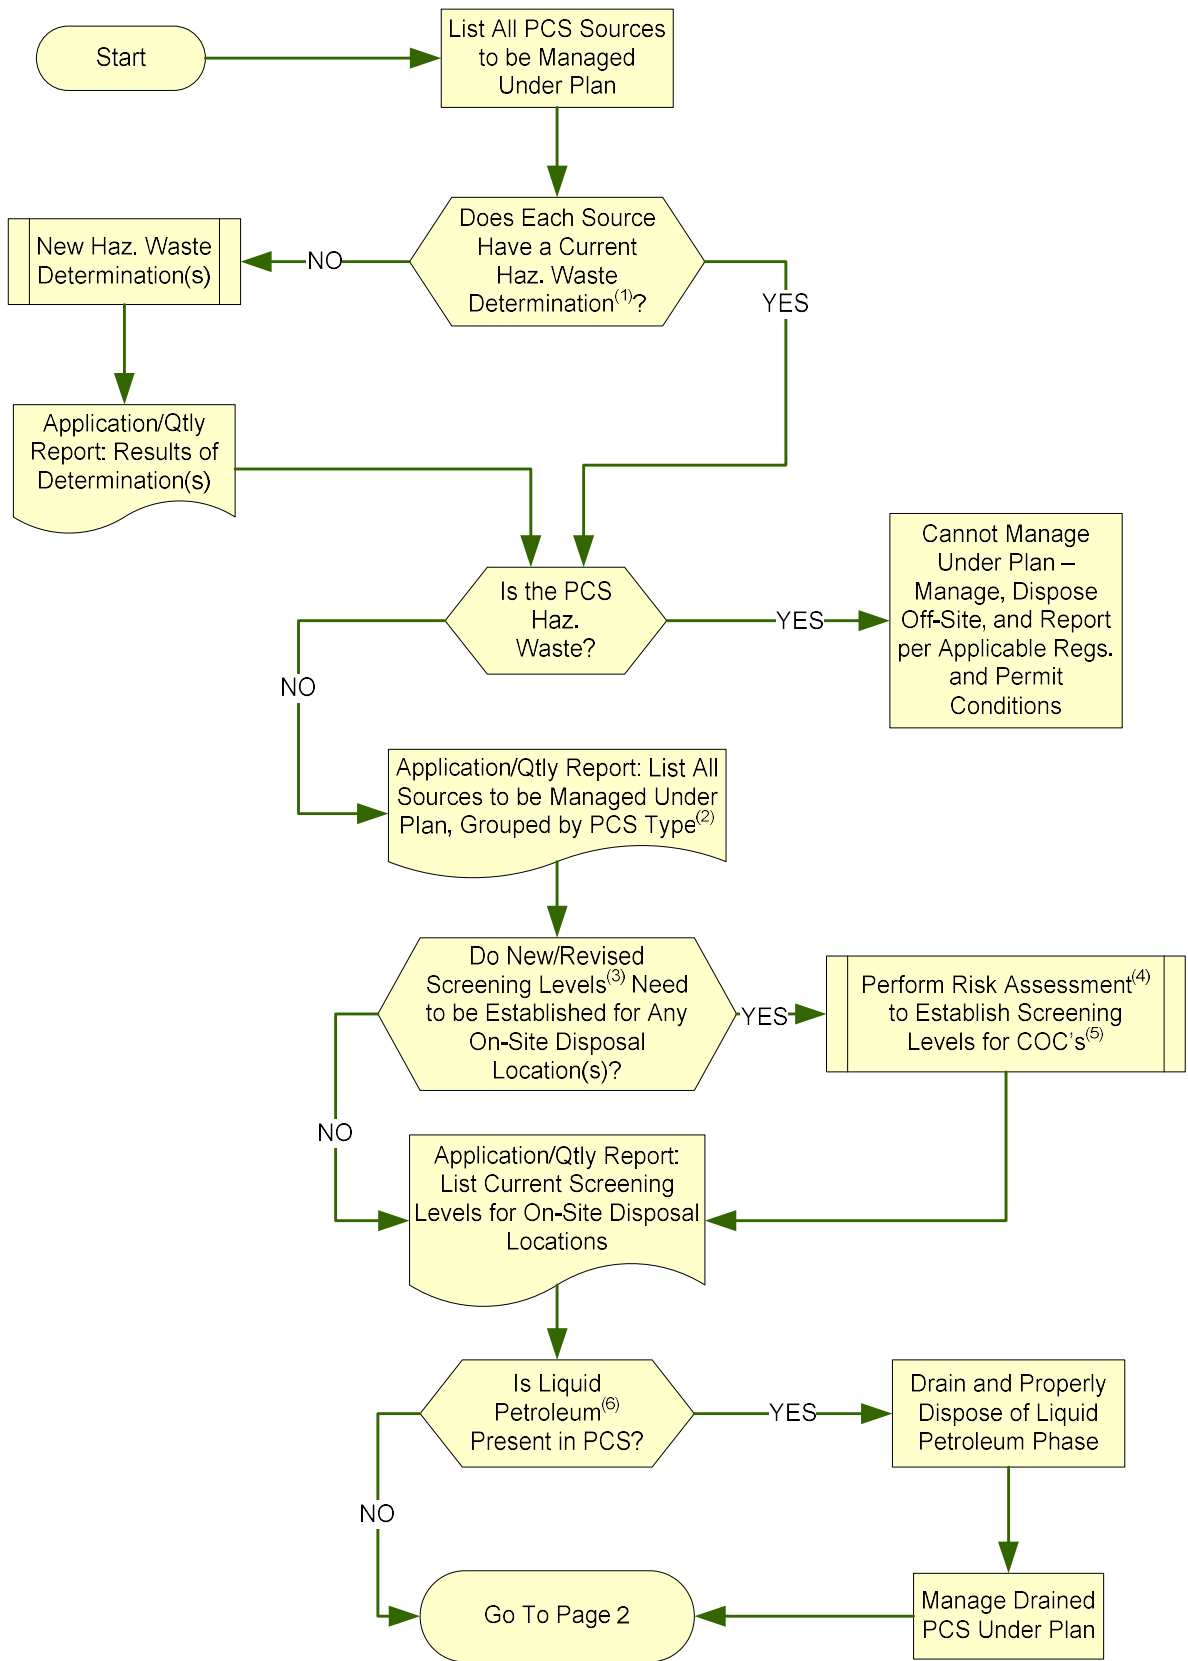 Start
List All PCS Sources
to be Managed
Under Plan
Does Each Source
Have a Current
Haz. Waste
Determination(1)?
NO
YES
New Haz. Waste
Determination(s)
Application/Qtly
Report: Results of
Determination(s)
Is the PCS
Haz.
Waste?
YES
NO
Cannot Manage
Under Plan –
Manage, Dispose
Off-Site, and Report
per Applicable Regs.
and Permit
Conditions
Application/Qtly Report: List All
Sources to be Managed Under
Plan, Grouped by PCS Type(2)
Do New/Revised
Screening Levels(3) Need
to be Established for Any
On-Site Disposal
Location(s)?
YES
NO
Perform Risk Assessment(4)
to Establish Screening
Levels for COC's(5)
Application/Qtly Report:
List Current Screening
Levels for On-Site Disposal
Locations
Is Liquid
Petroleum(6)
Present in PCS?
YES
NO
Drain and Properly
Dispose of Liquid
Petroleum Phase
Manage Drained
PCS Under Plan
Go To Page 2